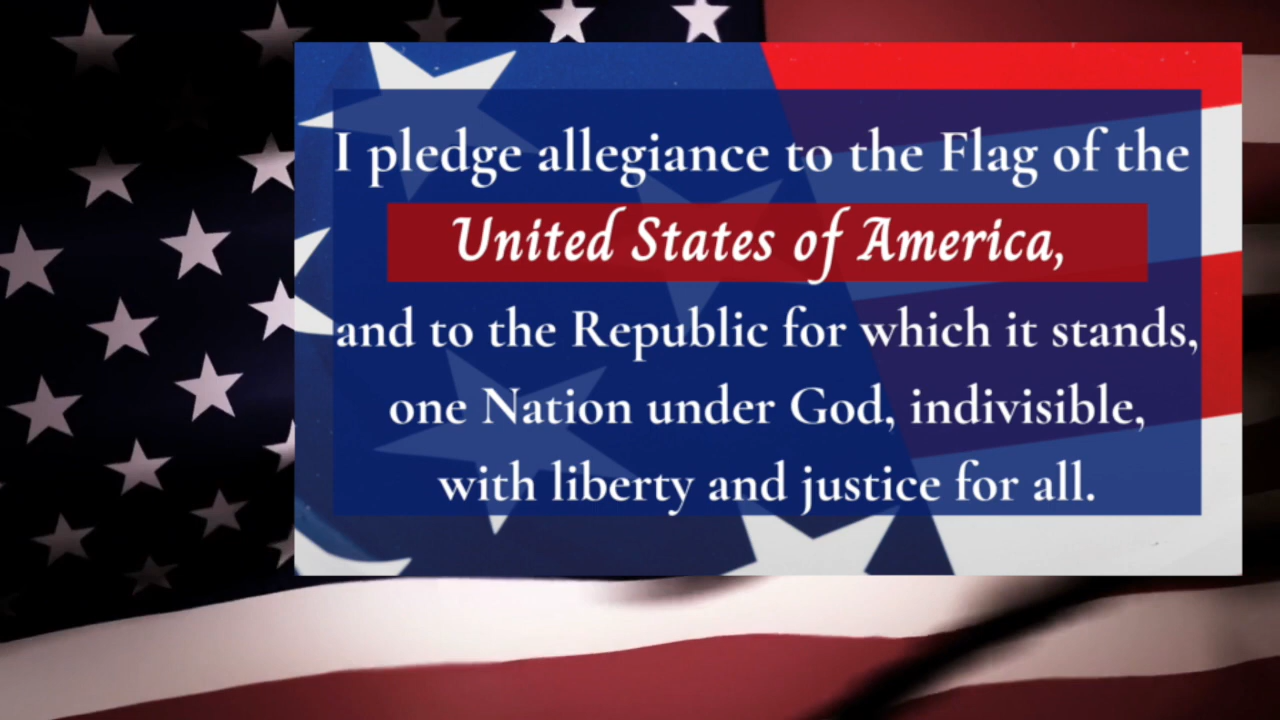 I pledge allegiance to the Flag of the
United States of America,
and to the Republic for which it stands,
one Nation under God, indivisible,
with liberty and justice for all.